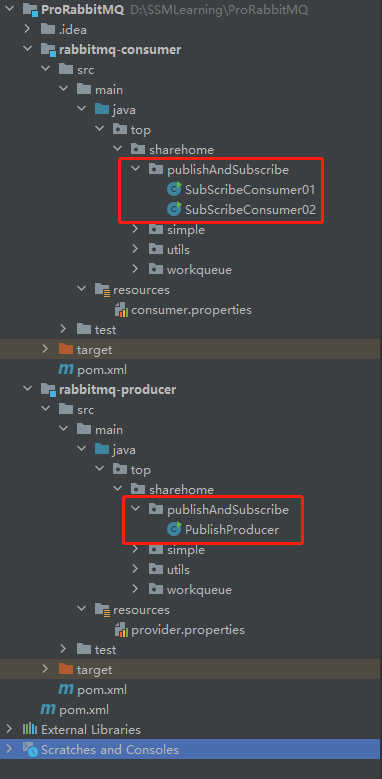 ProRabbitMQ D:\SSMLearning\ProRabbitMQ
.idea
rabbitmq-consumer
src
main
java
top
sharehome
publishAndSubscribe
SubScribeConsumer01
SubScribeConsumer02
simple
utils
workqueue
resources
consumer.properties
test
target
pom.xml
rabbitmq-producer
src
main
java
top
sharehome
publishAndSubscribe
PublishProducer
simple
utils
workqueue
resources
provider.properties
test
target
pom.xml
pom.xml
External Libraries
Scratches and Consoles